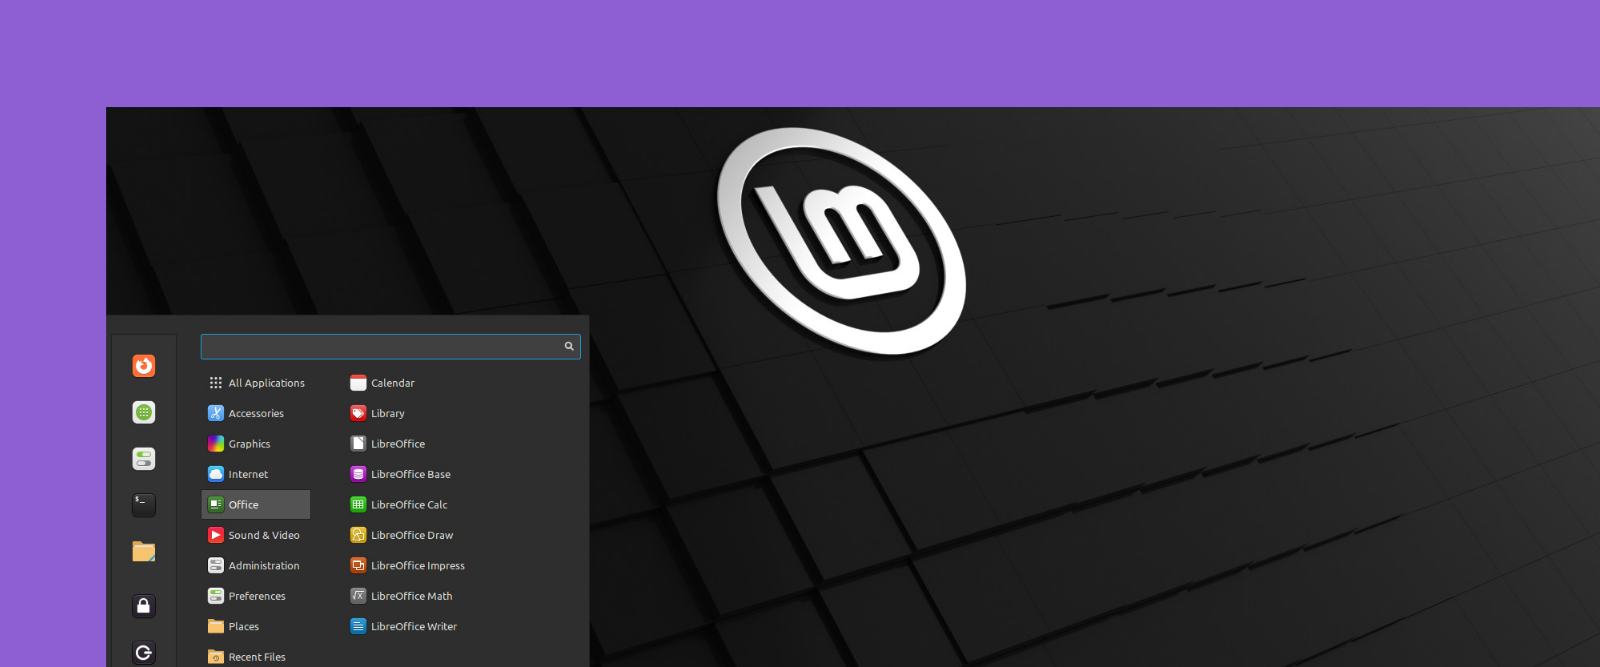 All Applications
Accessories
Graphics
Internet
Office
Sound & Video
Administration
Preferences
Places
Recent Files
Calendar
Library
LibreOffice
LibreOffice Base
LibreOffice Calc
LibreOffice Draw
LibreOffice Impress
LibreOffice Math
LibreOffice Writer